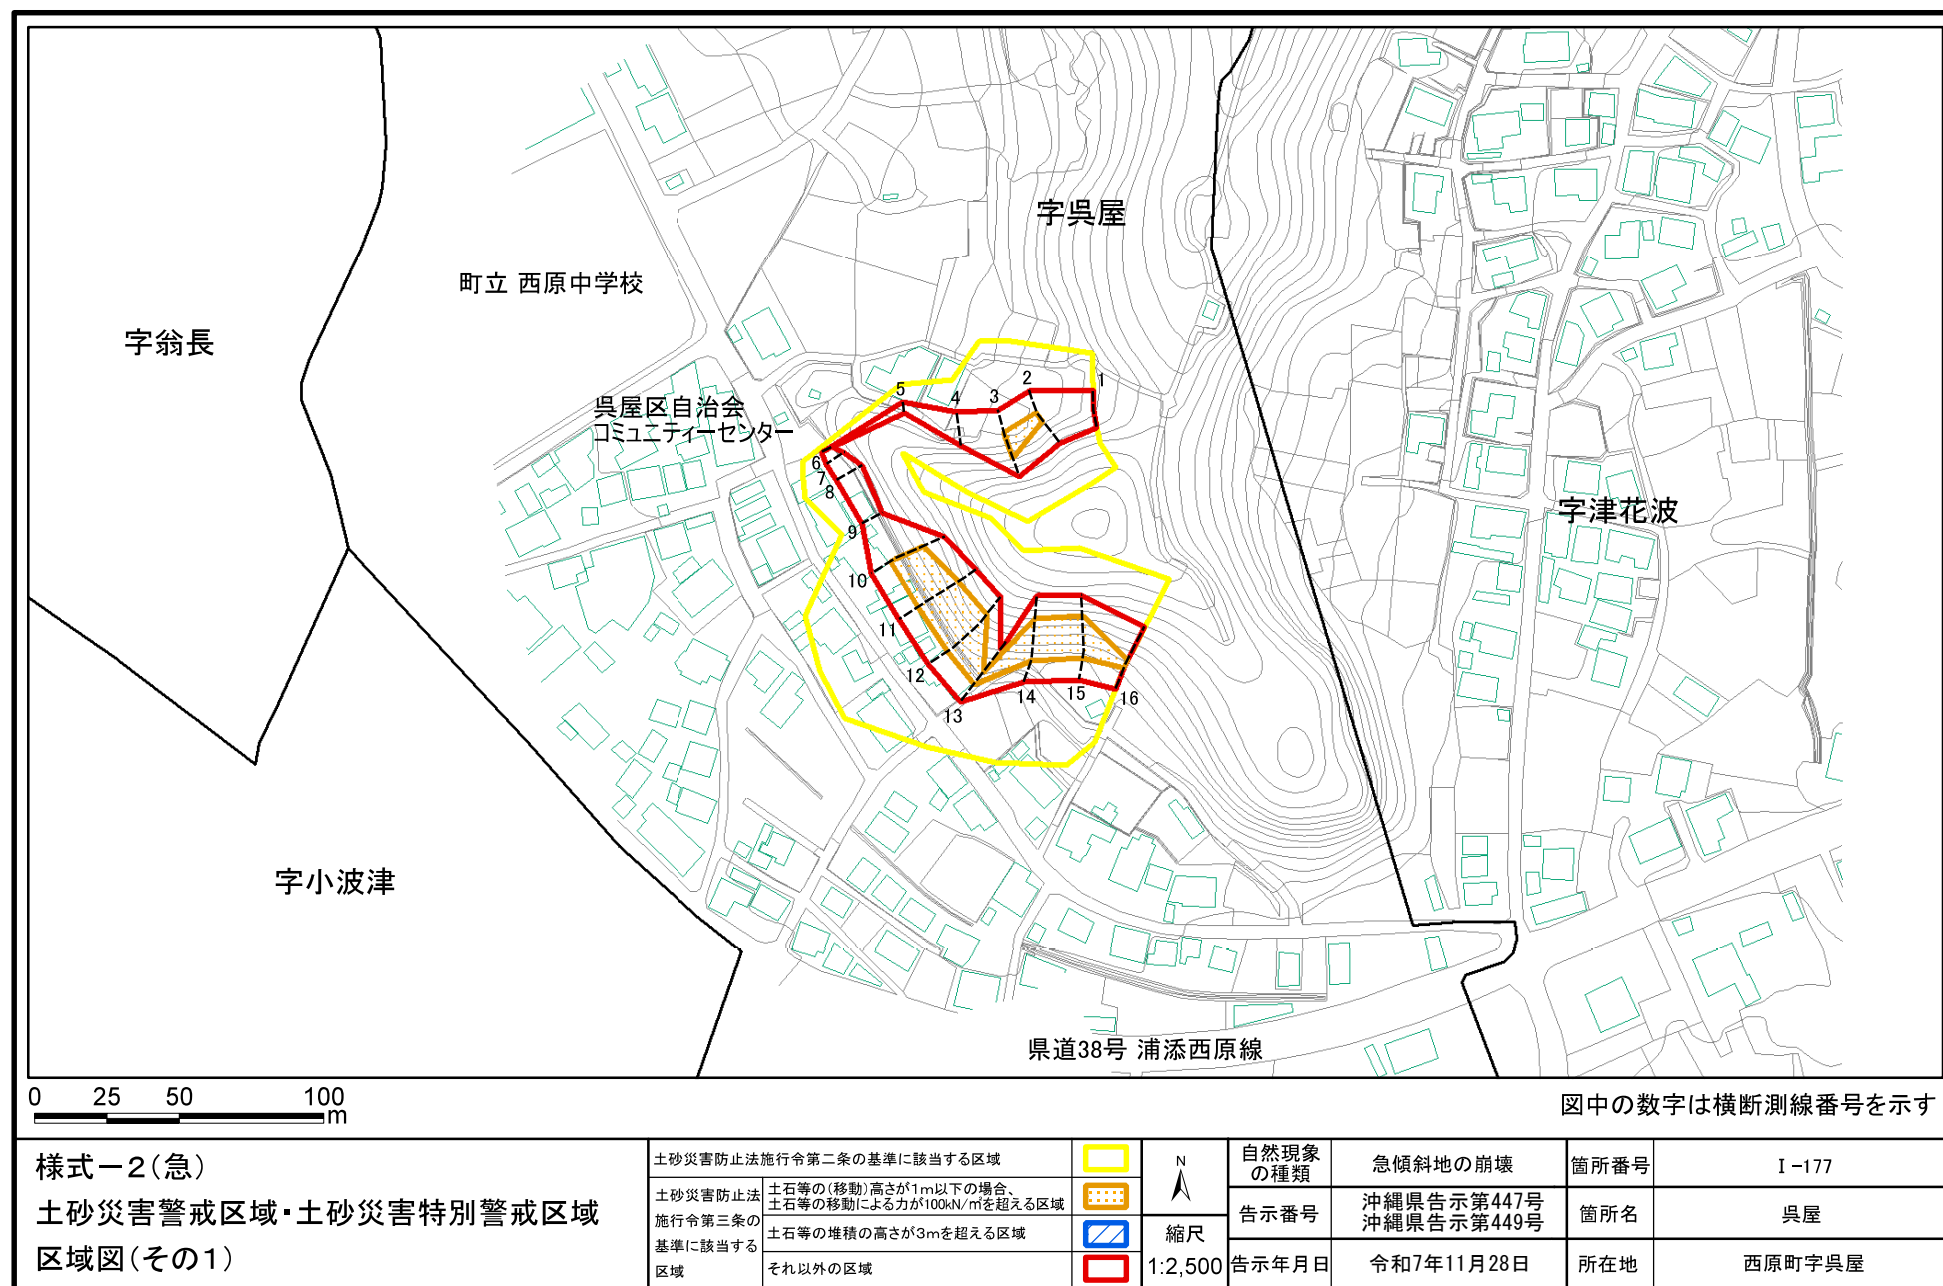 字呉屋
町立 西原中学校
字翁長
呉屋区自治会
コミュニティーセンター
字津花波
字小波津
県道38号 浦添西原線
1
2
3
4
5
6
7
8
9
10
11
12
13
14
15
16
0 25 50 100
m
図中の数字は横断測線番号を示す
様式－2(急)
土砂災害警戒区域・土砂災害特別警戒区域
区域図(その1)
土砂災害防止法施行令第二条の基準に該当する区域
土砂災害防止法
施行令第三条の
基準に該当する
区域
土石等の(移動)高さが1m以下の場合、
土石等の移動による力が100kN/㎡を超える区域
土石等の堆積の高さが3mを超える区域
それ以外の区域
N
縮尺
1:2,500
自然現象
の種類
急傾斜地の崩壊
箇所番号
Ⅰ-177
告示番号
沖縄県告示第447号
沖縄県告示第449号
箇所名
呉屋
告示年月日
令和7年11月28日
所在地
西原町字呉屋